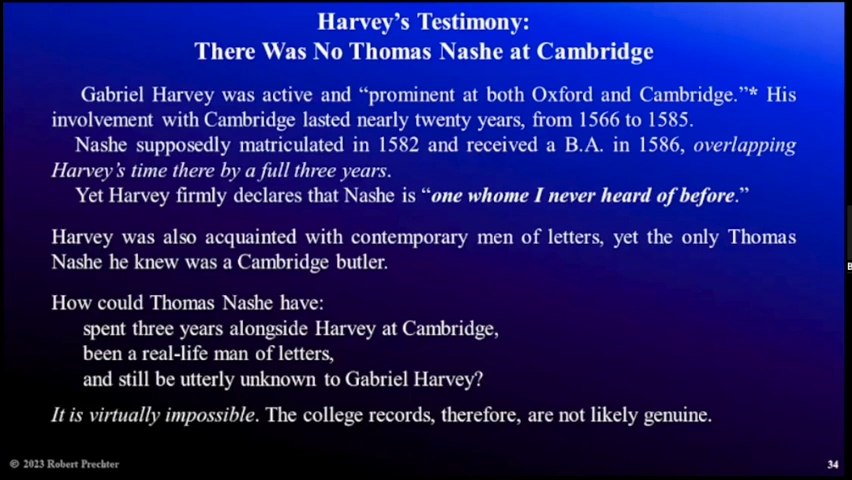 Harvey's Testimony:
There Was No Thomas Nashe at Cambridge
Gabriel Harvey was active and “prominent at both Oxford and Cambridge.”* His
involvement with Cambridge lasted nearly twenty years, from 1566 to 1585.
Nashe supposedly matriculated in 1582 and received a B.A. in 1586, overlapping
Harvey's time there by a full three years.
Yet Harvey firmly declares that Nashe is “one whome I never heard of before.”
Harvey was also acquainted with contemporary men of letters, yet the only Thomas
Nashe he knew was a Cambridge butler.
How could Thomas Nashe have:
spent three years alongside Harvey at Cambridge,
been a real-life man of letters,
and still be utterly unknown to Gabriel Harvey?
It is virtually impossible. The college records, therefore, are not likely genuine.
© 2023 Robert Prechter
34